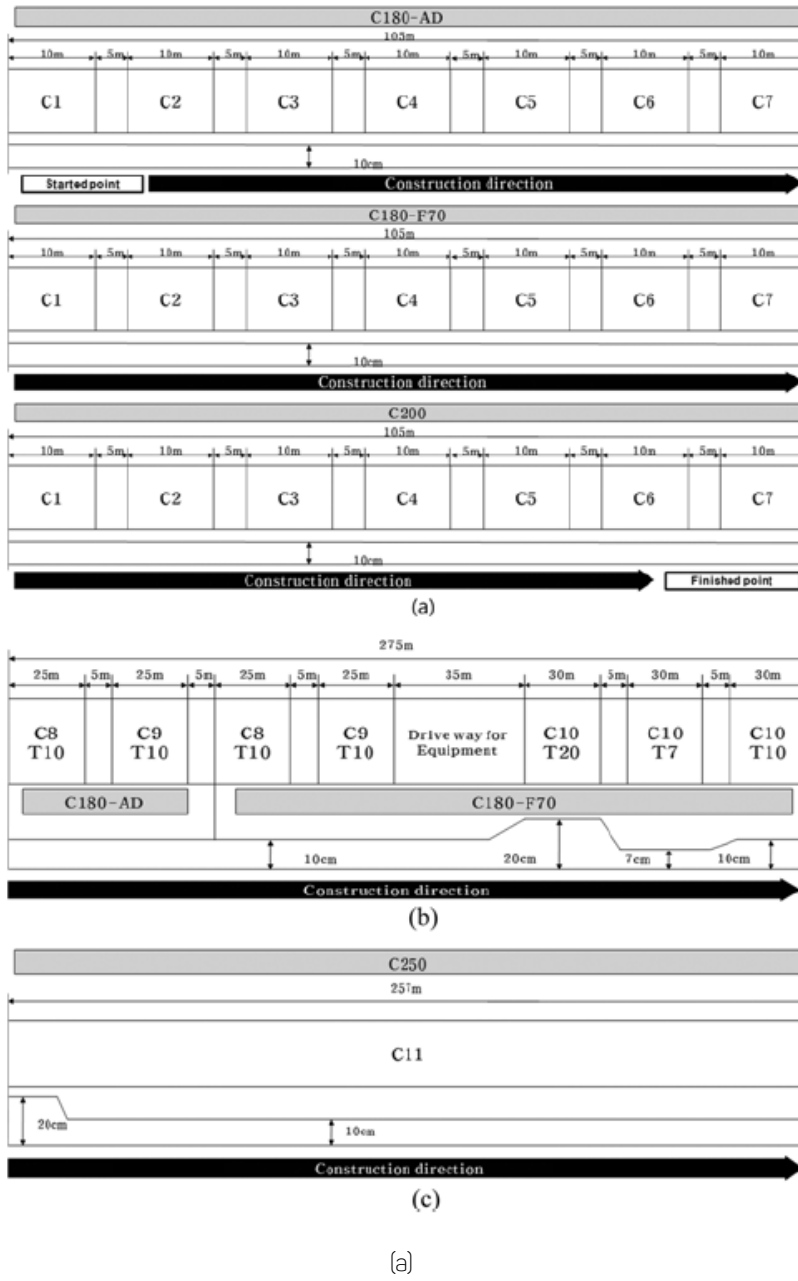 C180-AD
105m
10m 5m 10m 5m 10m 5m 10m 5m 10m 5m 10m 5m 10m
C1 C2 C3 C4 C5 C6 C7
10cm
Started point Construction direction
C180-F70
105m
10m 5m 10m 5m 10m 5m 10m 5m 10m 5m 10m 5m 10m
C1 C2 C3 C4 C5 C6 C7
10cm
Construction direction
C200
105m
10m 5m 10m 5m 10m 5m 10m 5m 10m 5m 10m 5m 10m
C1 C2 C3 C4 C5 C6 C7
10cm
Construction direction Finished point
(a)
275m
25m 5m 25m 5m 25m 5m 25m 35m 30m 5m 30m 5m 30m
C8 C9 C8 C9 Drive way for C10 C10 C10
T10 T10 T10 T10 Equipment T20 T7 T10
C180-AD C180-F70
10cm 20cm 7cm 10cm
Construction direction
(b)
C250
257m
C11
20cm 10cm
Construction direction
(c)
(a)